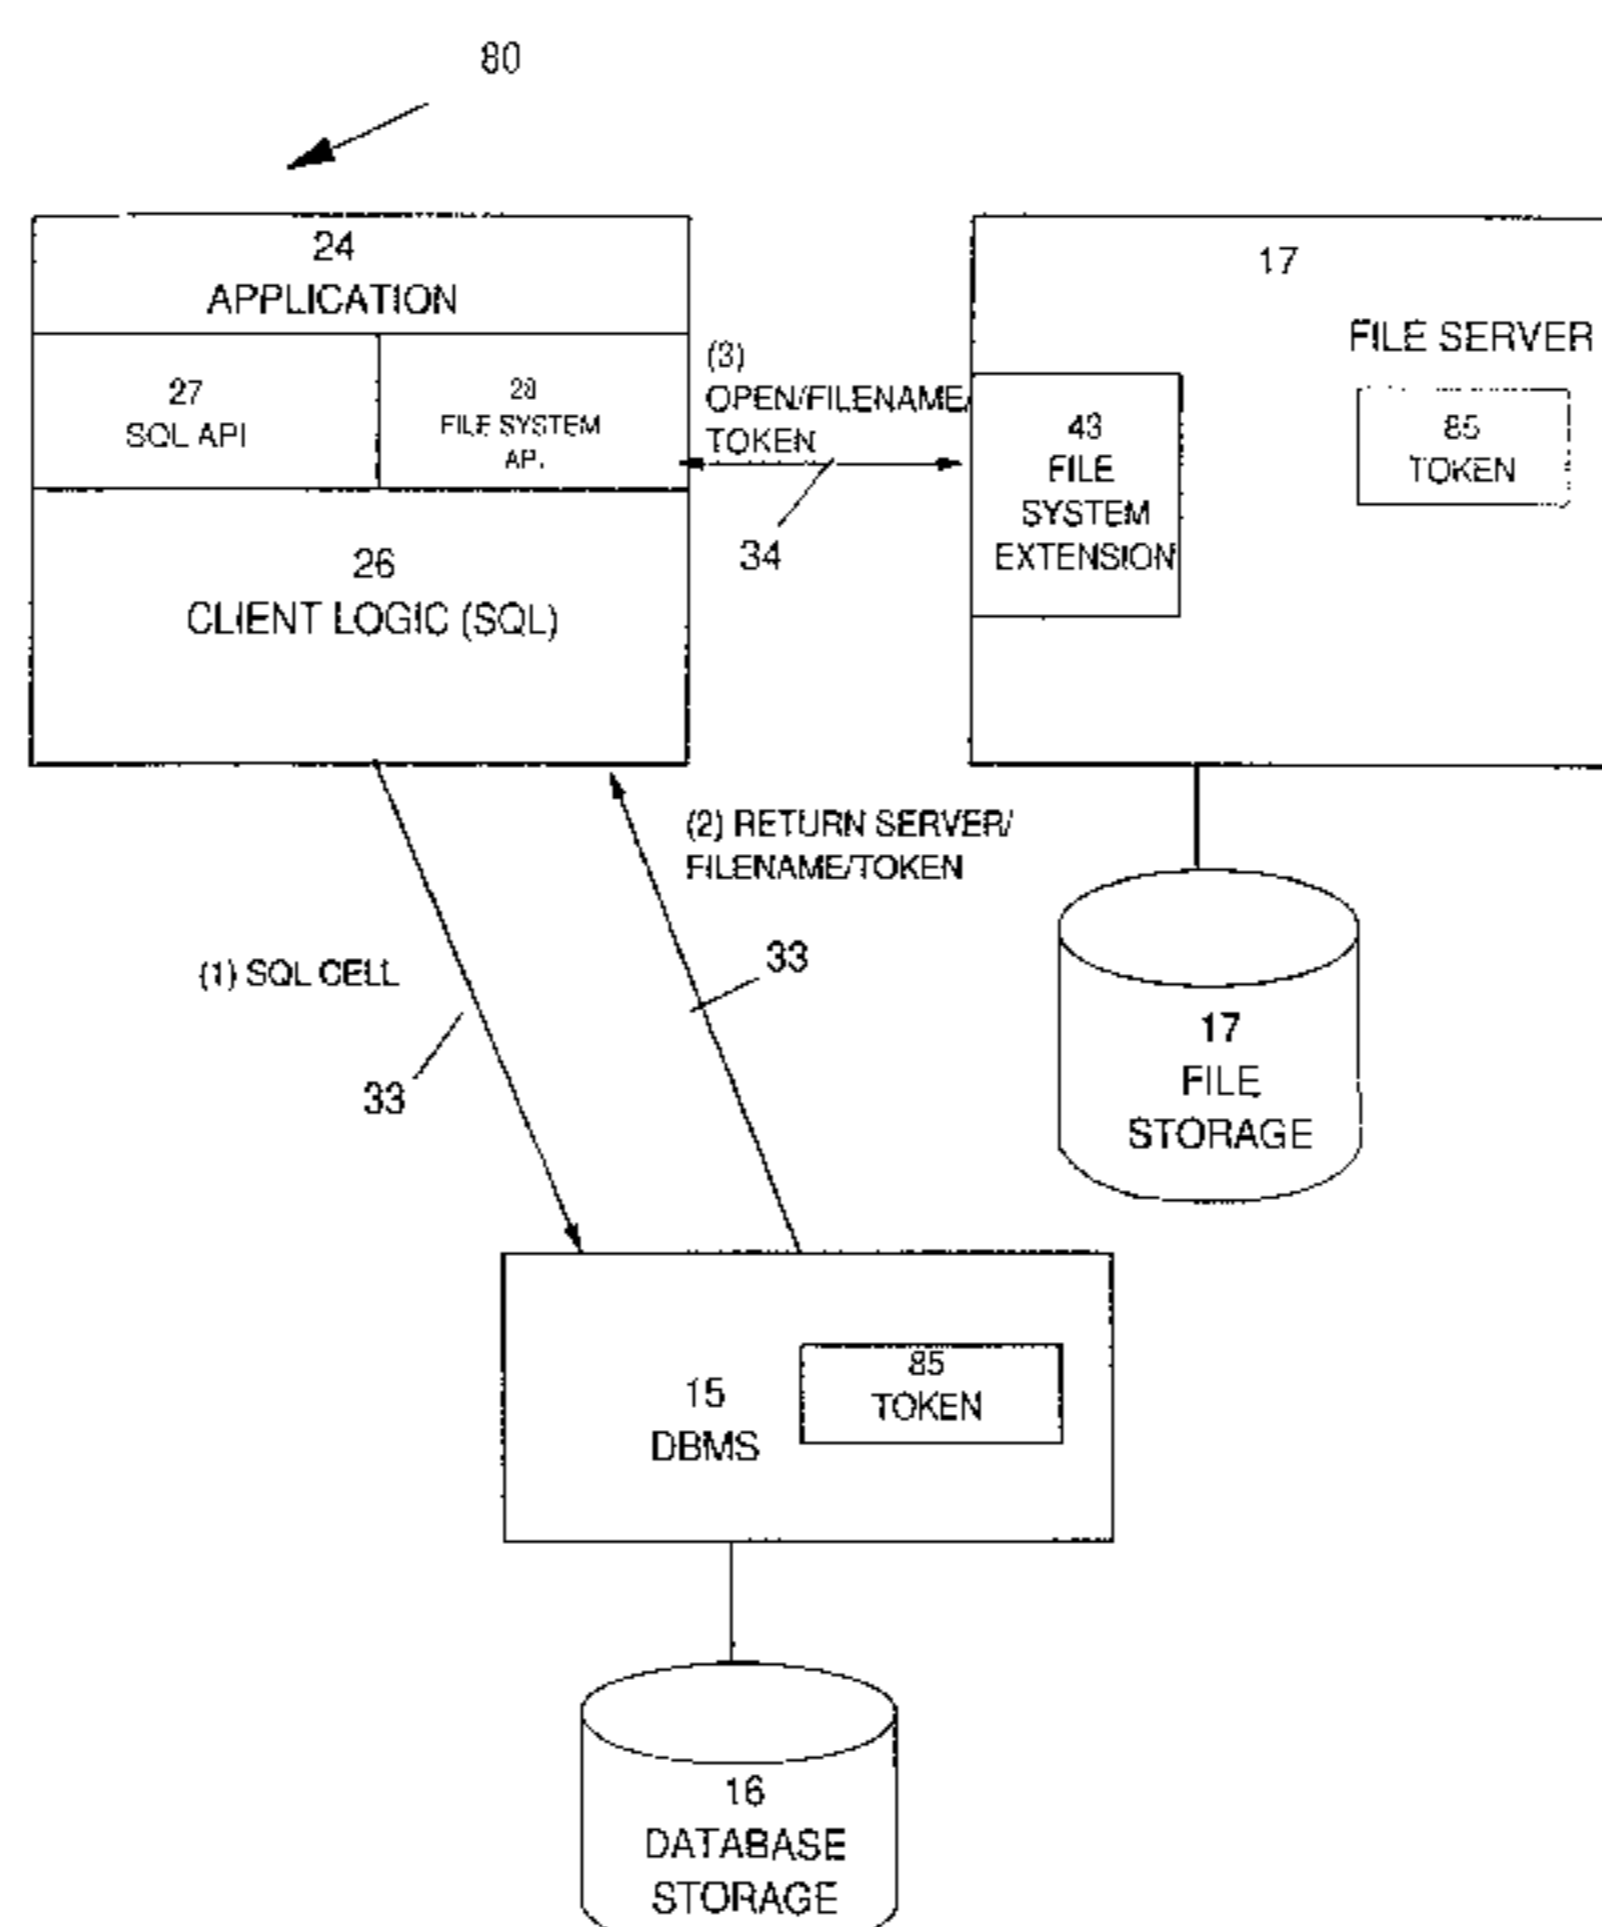 80
24
APPLICATION
27
SQL API
28
FILE SYSTEM
API
26
CLIENT LOGIC (SQL)
(3)
OPEN/FILENAME/
TOKEN
34
17
FILE SERVER
43
FILE
SYSTEM
EXTENSION
85
TOKEN
(2) RETURN SERVER/
FILENAME/TOKEN
(1) SQL CELL
33
33
17
FILE
STORAGE
15
DBMS
85
TOKEN
16
DATABASE
STORAGE